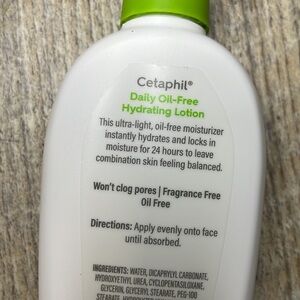 Cetaphil®
Daily Oil-Free
Hydrating Lotion
This ultra-light, oil-free moisturizer
instantly hydrates and locks in
moisture for 24 hours to leave
combination skin feeling balanced.
Won't clog pores | Fragrance Free
Oil Free
Directions: Apply evenly onto face
until absorbed.
INGREDIENTS: WATER, DICAPRYLYL CARBONATE,
HYDROXYETHYL UREA, CYCLOPENTASILOXANE,
GLYCERIN, GLYCERYL STEARATE, PEG-100
STEARATE,